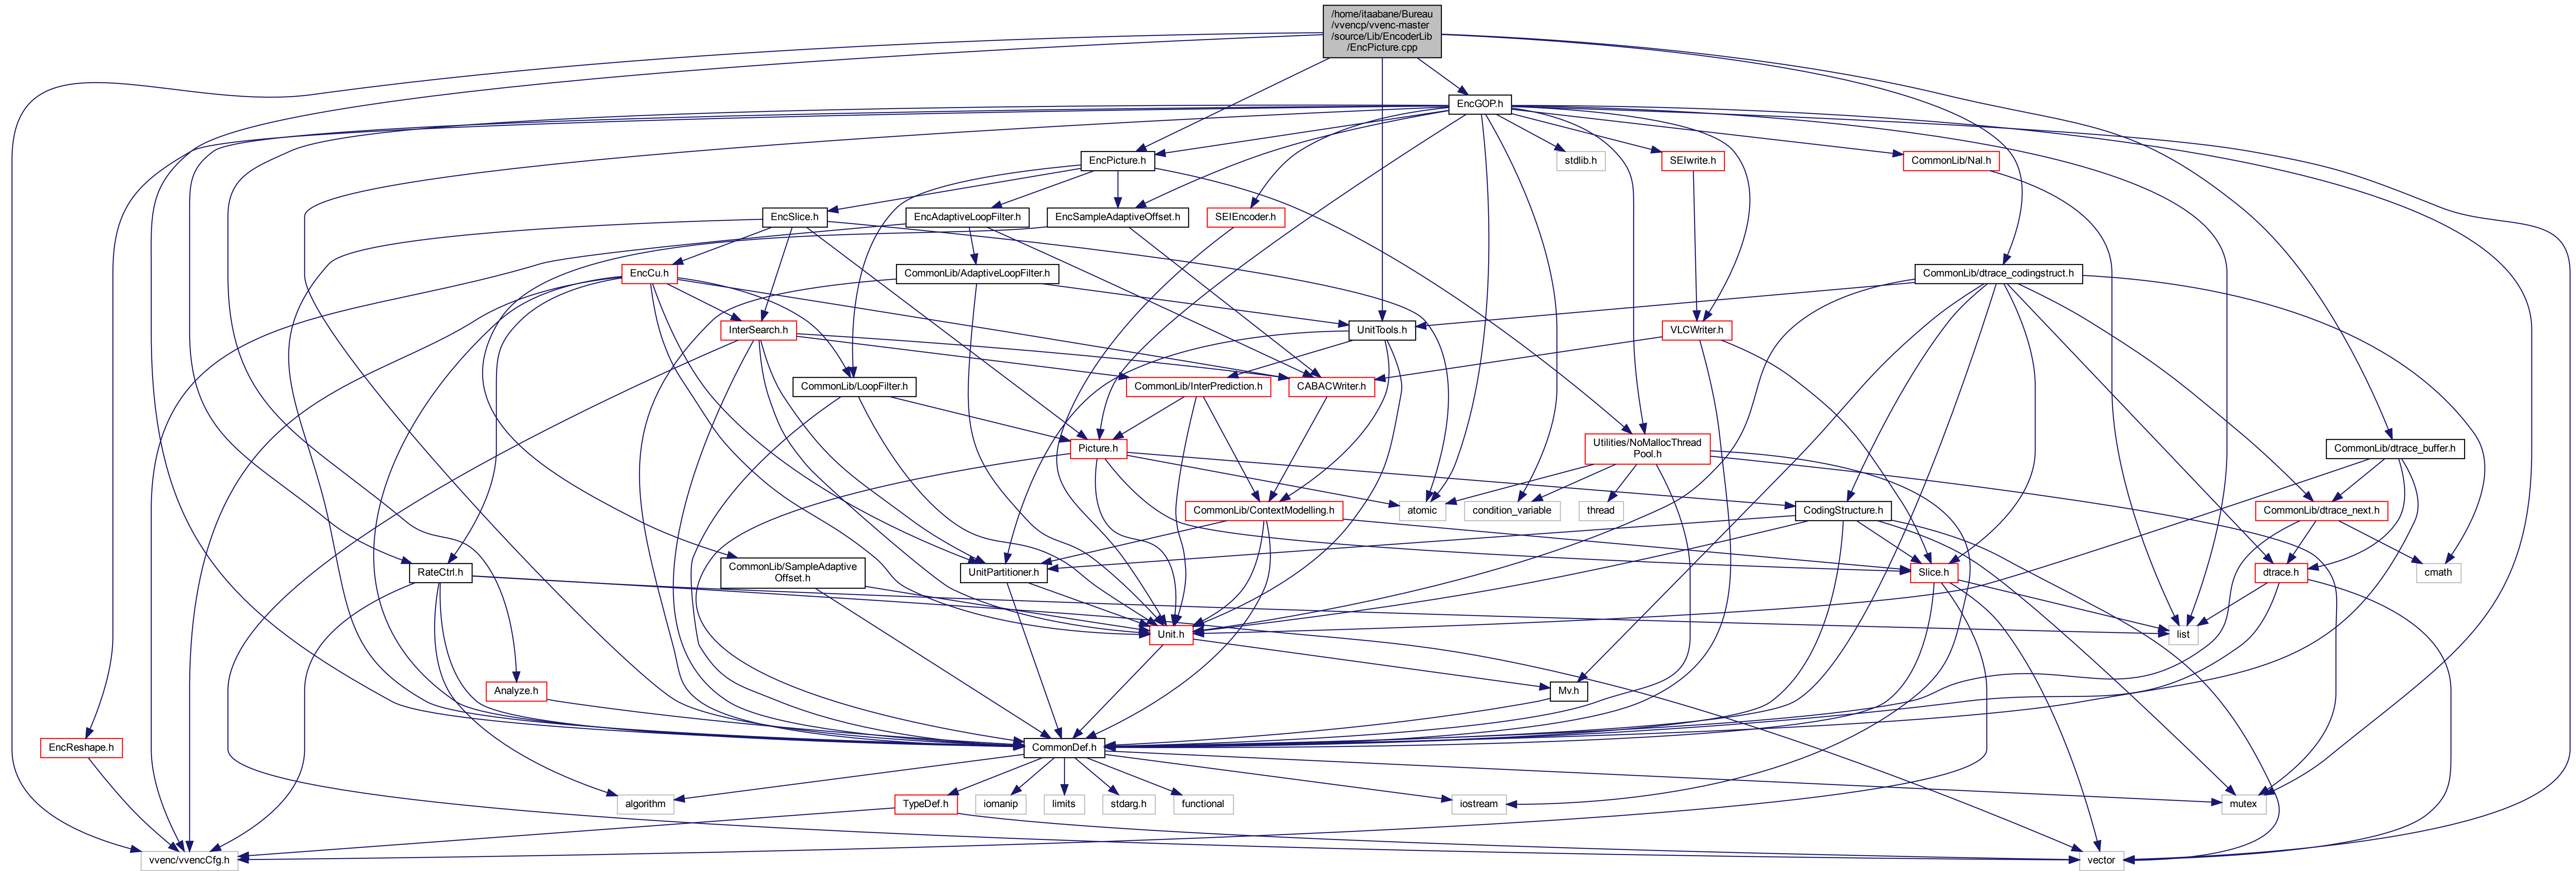 /home/itaabane/Bureau
/vvencp/vvenc-master
/source/Lib/EncoderLib
/EncPicture.cpp
EncGOP.h
EncPicture.h
stdlib.h
SEIwrite.h
CommonLib/Nal.h
EncSlice.h
EncAdaptiveLoopFilter.h
EncSampleAdaptiveOffset.h
SEIEncoder.h
EncCu.h
CommonLib/AdaptiveLoopFilter.h
CommonLib/dtrace_codingstruct.h
InterSearch.h
UnitTools.h
VLCWriter.h
CommonLib/LoopFilter.h
CommonLib/InterPrediction.h
CABACWriter.h
Picture.h
Utilities/NoMallocThread
Pool.h
CommonLib/dtrace_buffer.h
CommonLib/ContextModelling.h
atomic
condition_variable
thread
CodingStructure.h
CommonLib/dtrace_next.h
RateCtrl.h
CommonLib/SampleAdaptive
Offset.h
UnitPartitioner.h
Slice.h
dtrace.h
cmath
Unit.h
list
Analyze.h
Mv.h
EncReshape.h
CommonDef.h
algorithm
TypeDef.h
iomanip
limits
stdarg.h
functional
iostream
mutex
vvenc/vvencCfg.h
vector